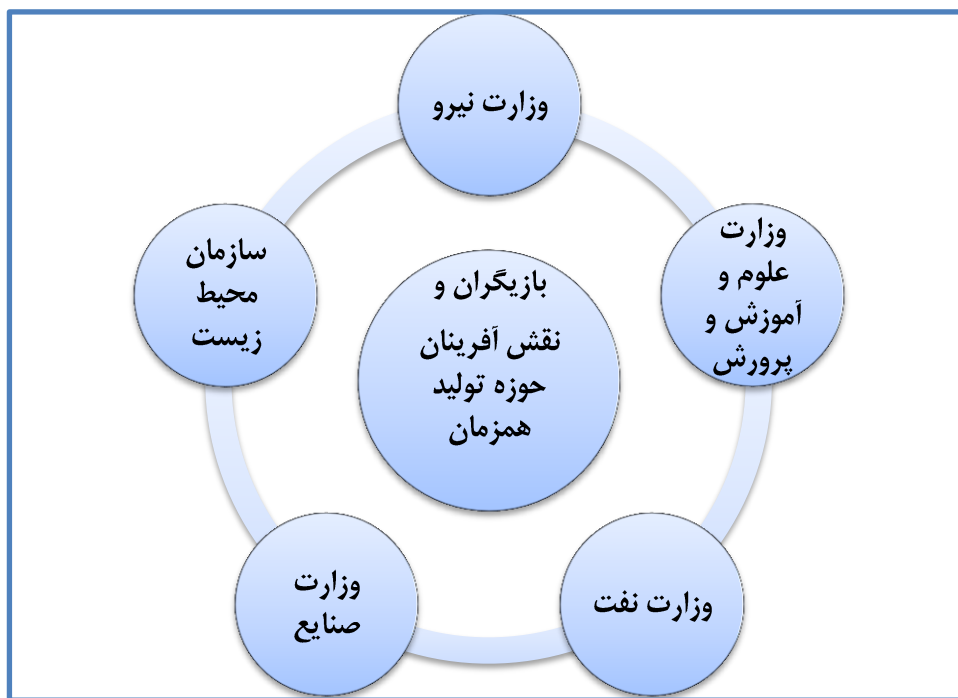 وزارت نیرو
وزارت
علوم و
آموزش و
پرورش
سازمان
محیط
زیست
بازیگران و
نقش آفرینان
حوزه تولید
همزمان
وزارت نفت
وزارت
صنایع